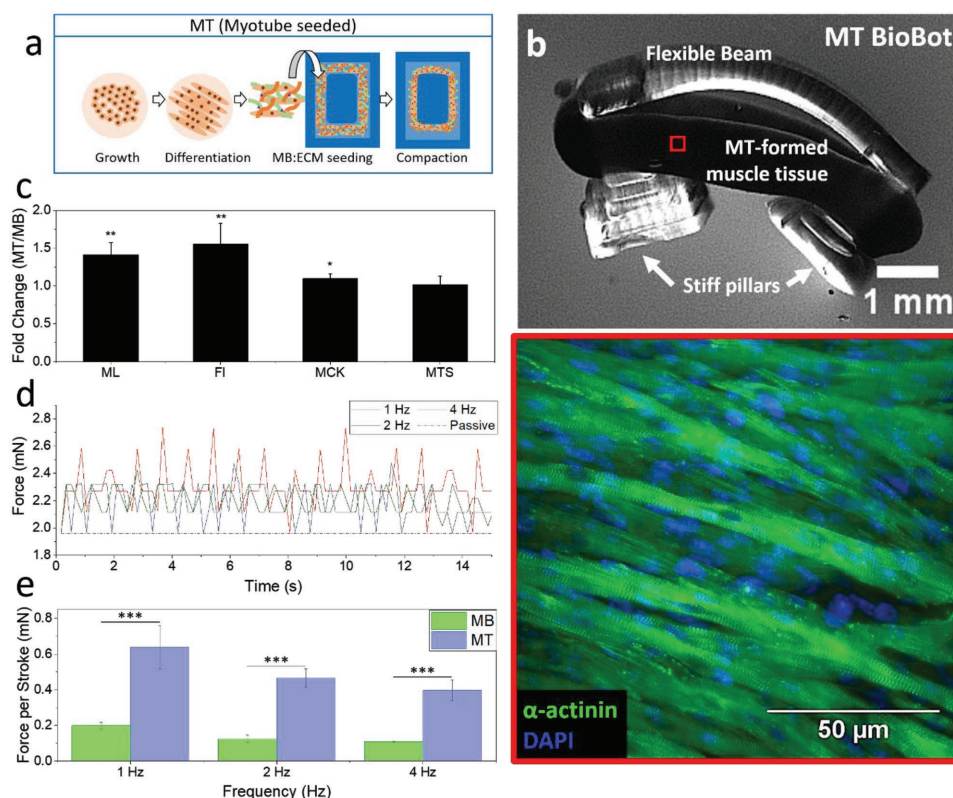 a
MT (Myotube seeded)
Growth
Differentiation
MB:ECM seeding
Compaction
b
MT BioBot
Flexible Beam
MT-formed
muscle tissue
Stiff pillars
1 mm
c
Fold Change (MT/MB)
2.0
1.5
1.0
0.5
0.0
**
**
*
ML
FI
MCK
MTS
d
Force (mN)
2.8
2.6
2.4
2.2
2.0
1.8
1 Hz
4 Hz
2 Hz
Passive
0
2
4
6
8
10
12
14
Time (s)
e
Force per Stroke (mN)
0.8
0.6
0.4
0.2
0.0
***
***
***
MB
MT
1 Hz
2 Hz
4 Hz
Frequency (Hz)
α-actinin
DAPI
50 μm